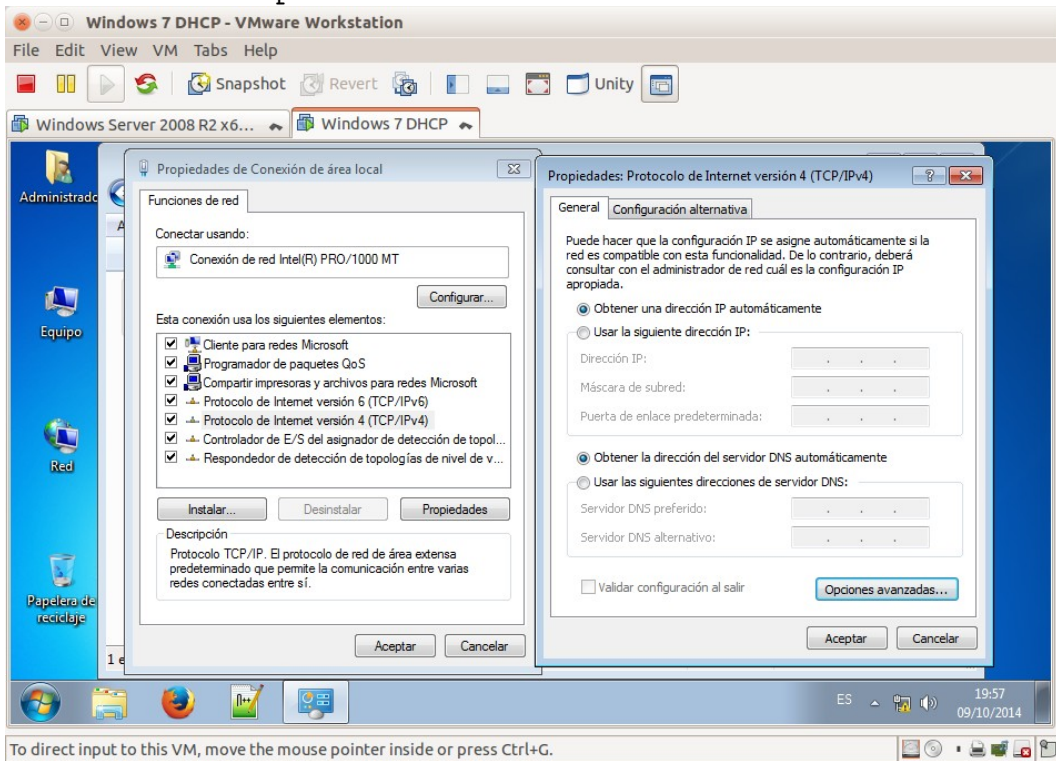 Windows 7 DHCP - VMware Workstation
File Edit View VM Tabs Help
Snapshot Revert Unity
Windows Server 2008 R2 x6... Windows 7 DHCP
Administrado
Equipo
Red
Papelera de
reciclaje
Propiedades de Conexión de área local
Funciones de red
Conectar usando:
Conexión de red Intel(R) PRO/1000 MT
Configurar...
Esta conexión usa los siguientes elementos:
Cliente para redes Microsoft
Programador de paquetes QoS
Compartir impresoras y archivos para redes Microsoft
Protocolo de Internet versión 6 (TCP/IPv6)
Protocolo de Internet versión 4 (TCP/IPv4)
Controlador de E/S del asignador de detección de topol...
Respondedor de detección de topologías de nivel de v...
Instalar... Desinstalar Propiedades
Descripción
Protocolo TCP/IP. El protocolo de red de área extensa
predeterminado que permite la comunicación entre varias
redes conectadas entre sí.
Aceptar Cancelar
Propiedades: Protocolo de Internet versión 4 (TCP/IPv4)
General Configuración alternativa
Puede hacer que la configuración IP se asigne automáticamente si la
red es compatible con esta funcionalidad. De lo contrario, deberá
consultar con el administrador de red cuál es la configuración IP
apropiada.
Obtener una dirección IP automáticamente
Usar la siguiente dirección IP:
Dirección IP:
Máscara de subred:
Puerta de enlace predeterminada:
Obtener la dirección del servidor DNS automáticamente
Usar las siguientes direcciones de servidor DNS:
Servidor DNS preferido:
Servidor DNS alternativo:
Validar configuración al salir
Opciones avanzadas...
Aceptar Cancelar
ES
19:57
09/10/2014
To direct input to this VM, move the mouse pointer inside or press Ctrl+G.